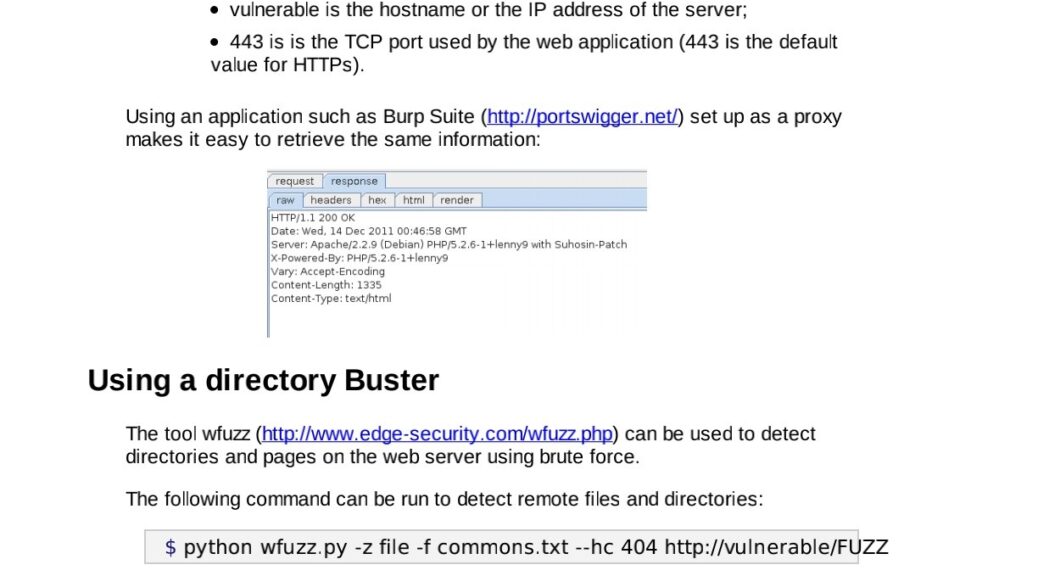 • vulnerable is the hostname or the IP address of the server;
• 443 is is the TCP port used by the web application (443 is the default
value for HTTPs).
Using an application such as Burp Suite (http://portswigger.net/) set up as a proxy
makes it easy to retrieve the same information:
request response
raw headers hex html render
HTTP/1.1 200 OK
Date: Wed, 14 Dec 2011 00:46:58 GMT
Server: Apache/2.2.9 (Debian) PHP/5.2.6-1+lenny9 with Suhosin-Patch
X-Powered-By: PHP/5.2.6-1+lenny9
Vary: Accept-Encoding
Content-Length: 1335
Content-Type: text/html
Using a directory Buster
The tool wfuzz (http://www.edge-security.com/wfuzz.php) can be used to detect
directories and pages on the web server using brute force.
The following command can be run to detect remote files and directories:
$ python wfuzz.py -z file -f commons.txt --hc 404 http://vulnerable/FUZZ